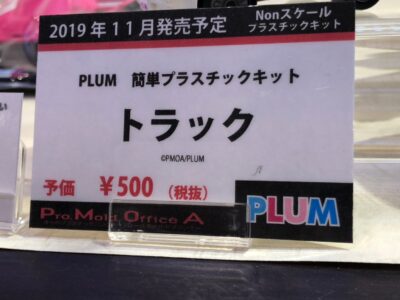 2019年11月発売予定
Nonスケール
プラスチックキット
PLUM 簡単プラスチックキット
トラック
©PMOA/PLUM
予価 ¥500 (税抜)
Pro.Mold.Office A
PLUM